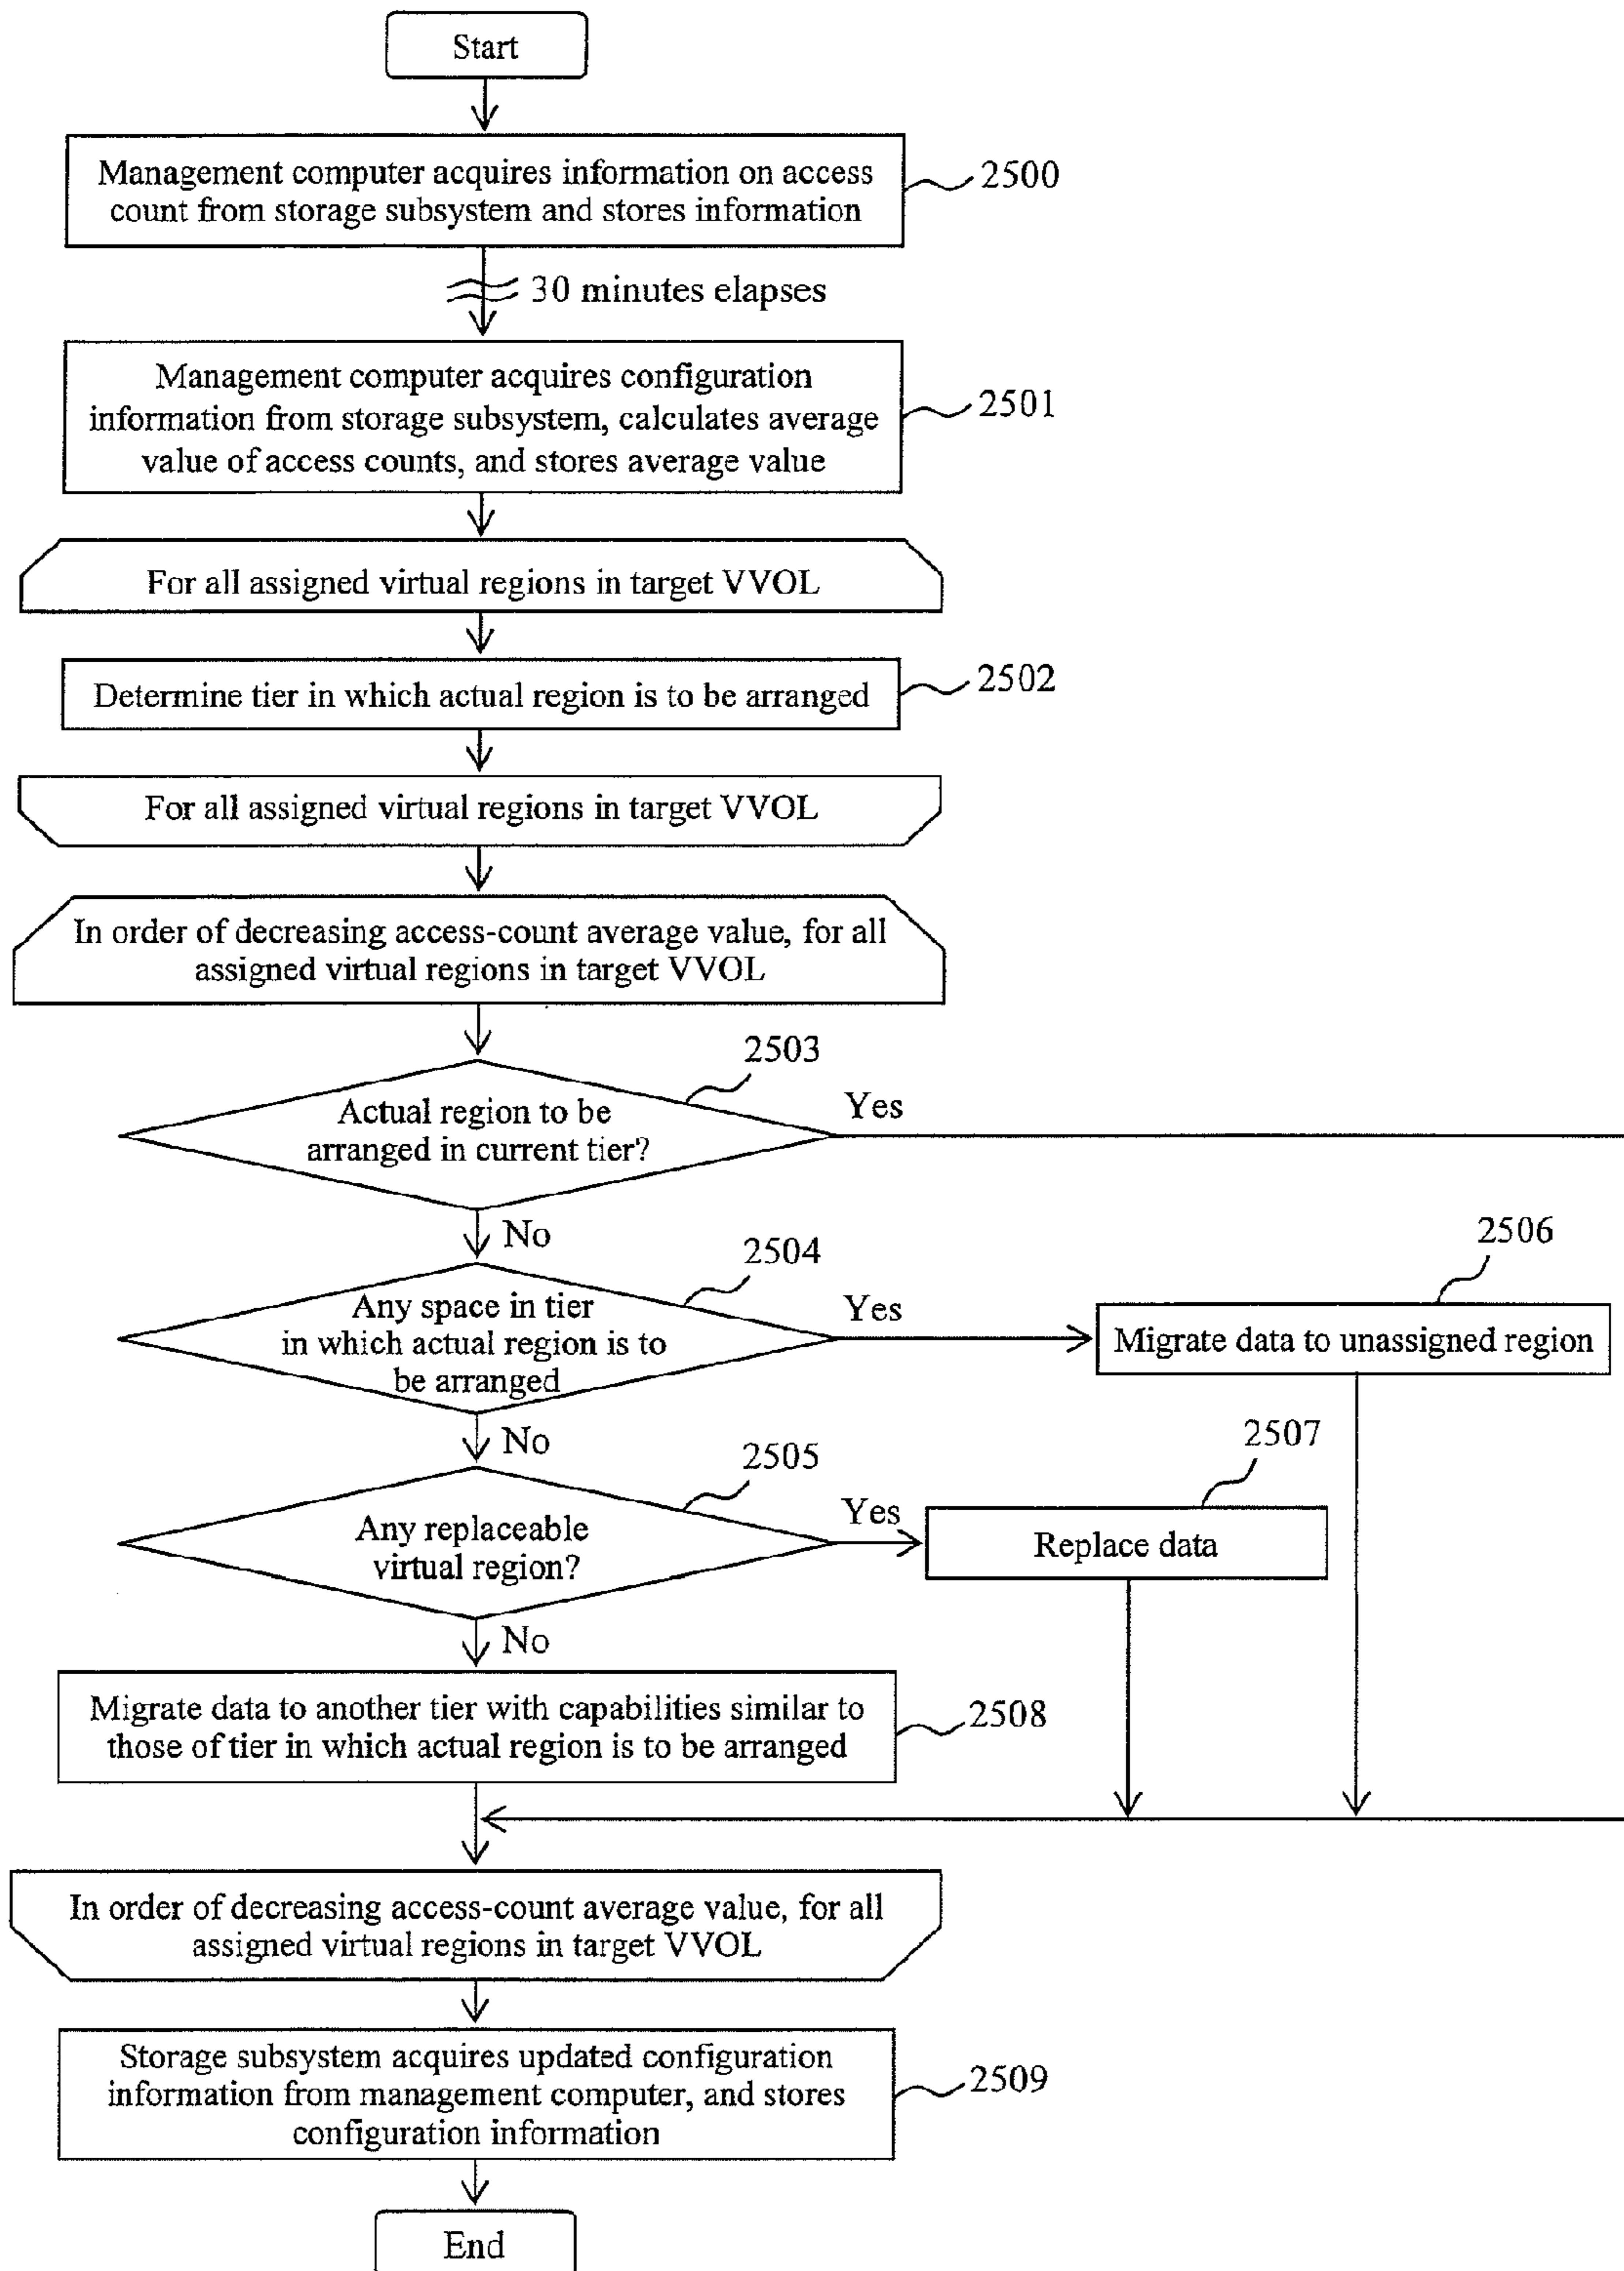 Start
Management computer acquires information on access
count from storage subsystem and stores information
2500
30 minutes elapses
Management computer acquires configuration
information from storage subsystem, calculates average
value of access counts, and stores average value
2501
For all assigned virtual regions in target VVOL
Determine tier in which actual region is to be arranged
2502
For all assigned virtual regions in target VVOL
In order of decreasing access-count average value, for all
assigned virtual regions in target VVOL
2503
Actual region to be
arranged in current tier?
Yes
No
2504
Any space in tier
in which actual region is to
be arranged
Yes
2506
Migrate data to unassigned region
No
2505
Any replaceable
virtual region?
Yes
2507
Replace data
No
Migrate data to another tier with capabilities similar to
those of tier in which actual region is to be arranged
2508
In order of decreasing access-count average value, for all
assigned virtual regions in target VVOL
Storage subsystem acquires updated configuration
information from management computer, and stores
configuration information
2509
End